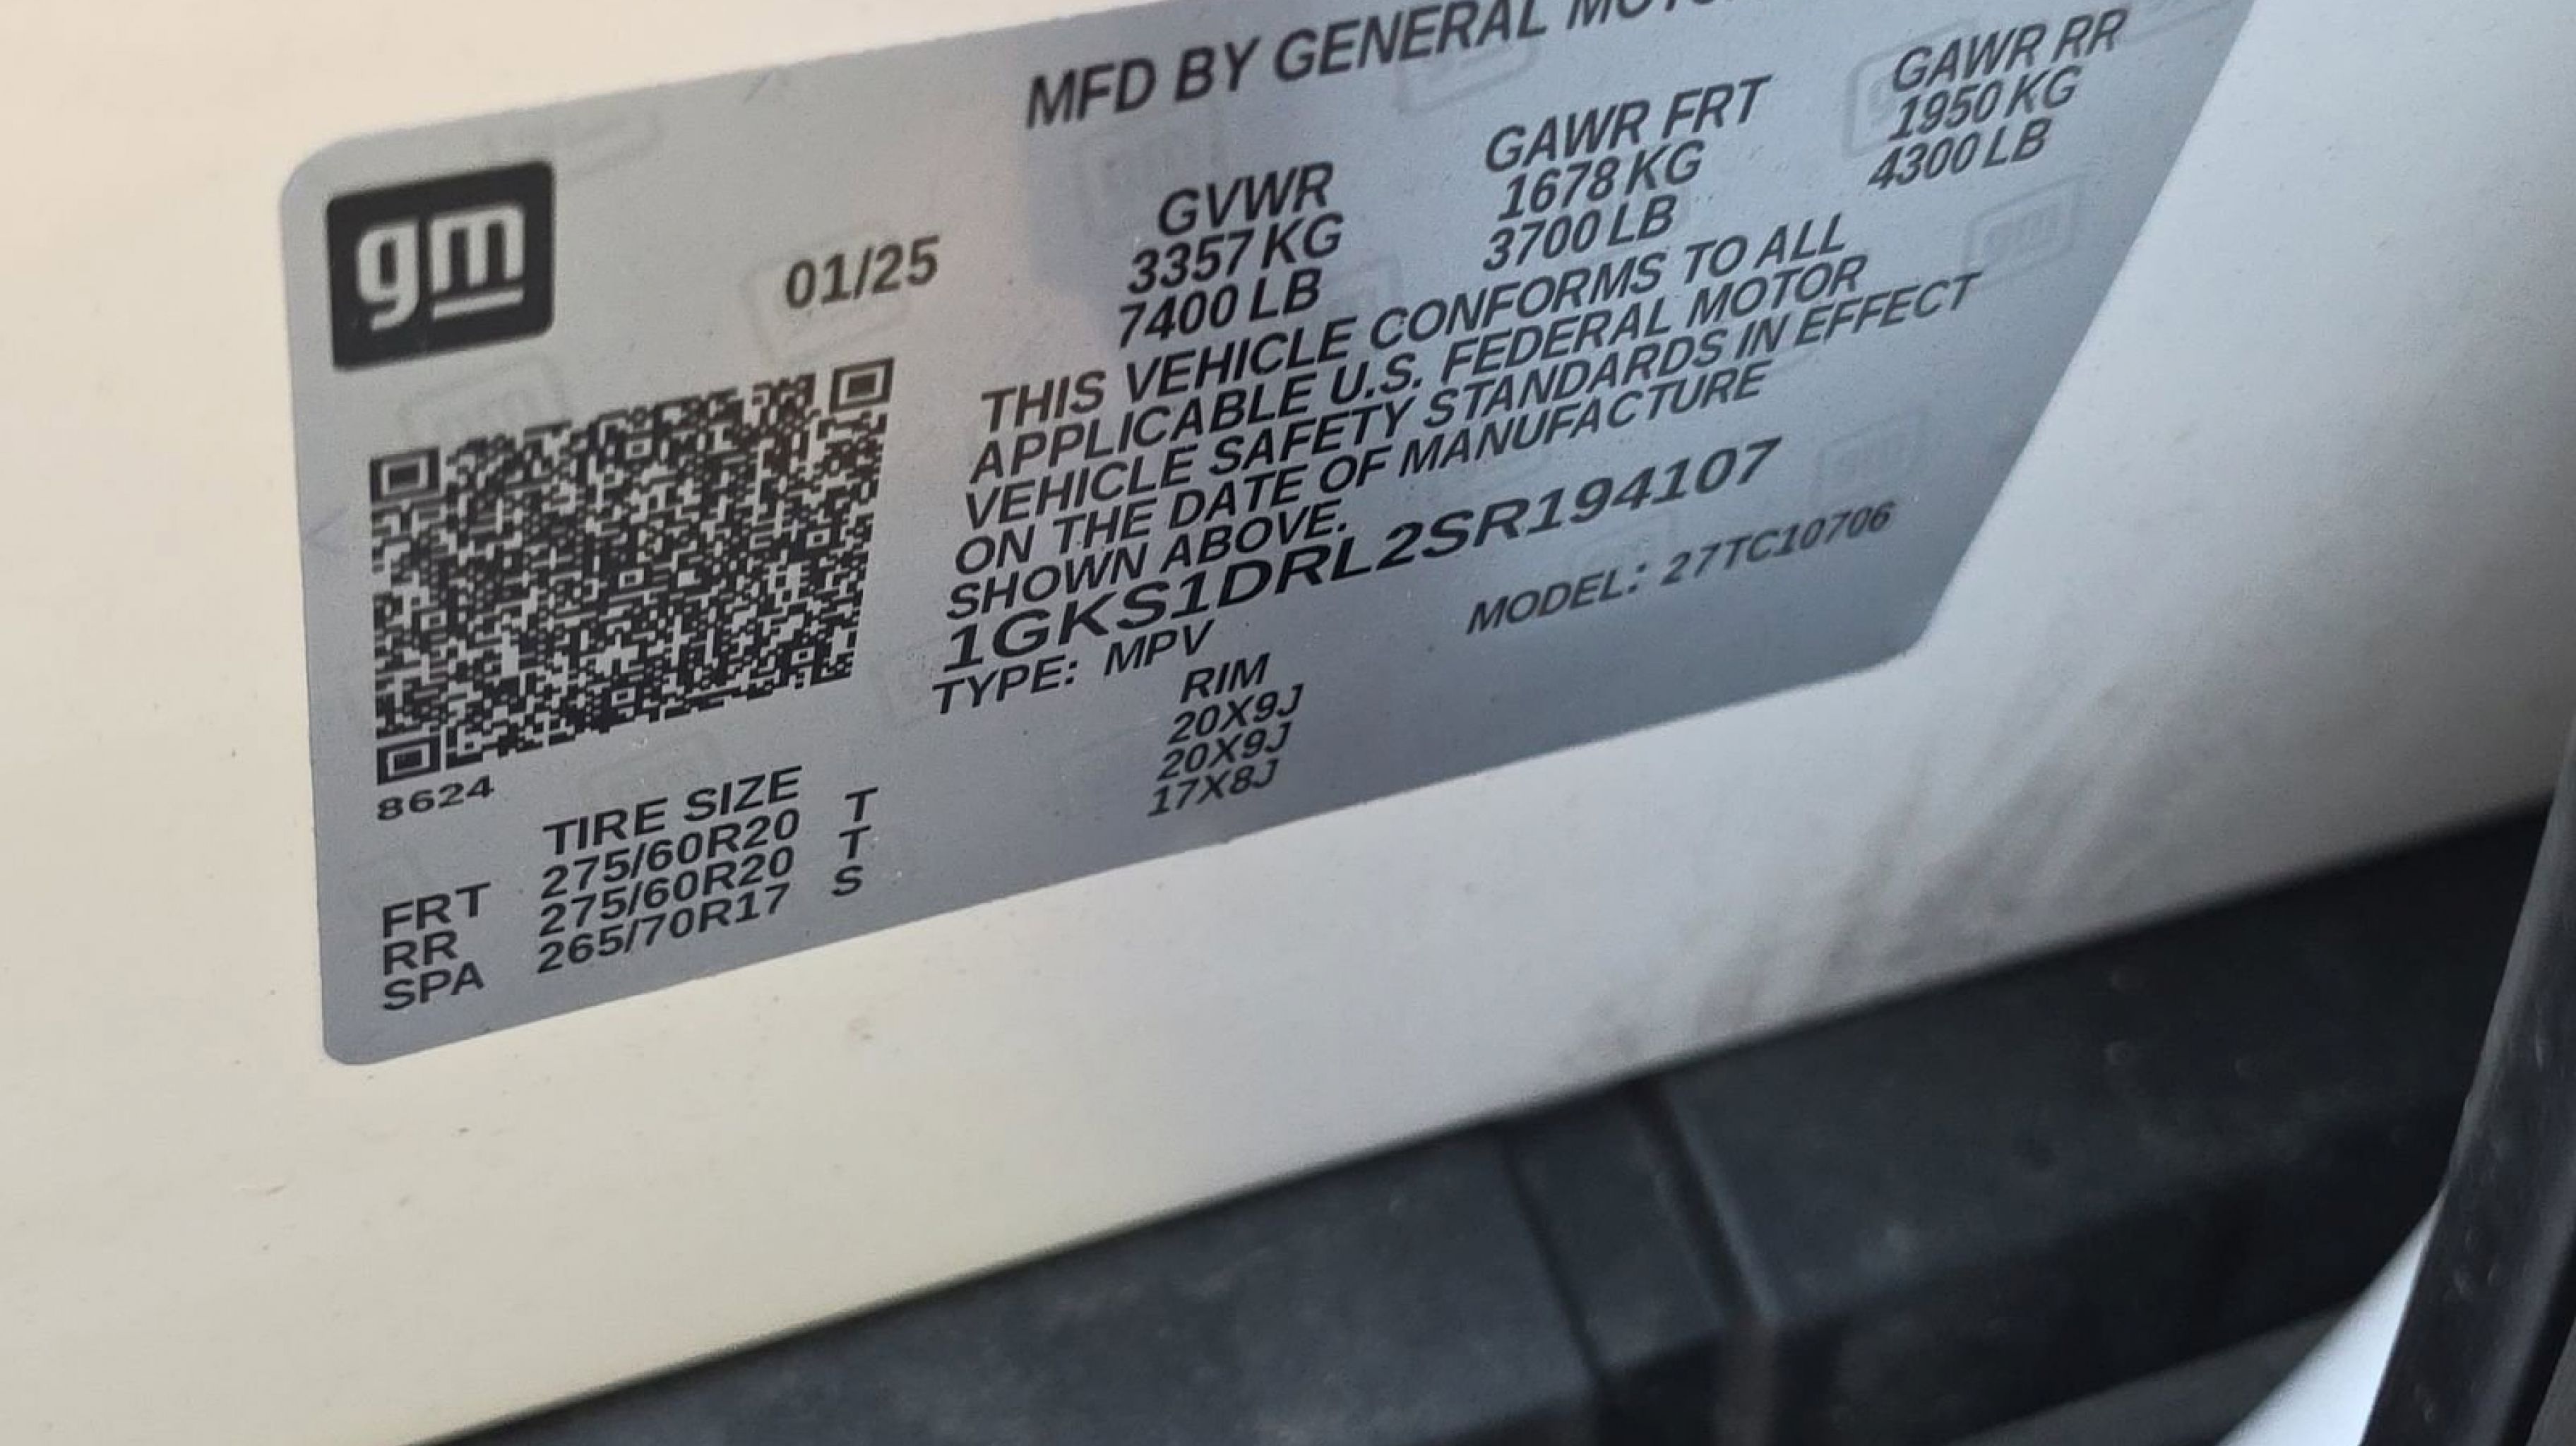 MFD BY GENERAL
gm
01/25
GVWR GAWR FRT GAWR RR
3357 KG 1678 KG 1950 KG
7400 LB 3700 LB 4300 LB
THIS VEHICLE CONFORMS TO ALL
APPLICABLE U.S. FEDERAL MOTOR
VEHICLE SAFETY STANDARDS IN EFFECT
ON THE DATE OF MANUFACTURE
SHOWN ABOVE.
1GKS1DRL2SR194107
TYPE: MPV MODEL: 27TC10706
8624
TIRE SIZE RIM
FRT 275/60R20 T 20X9J
RR 275/60R20 T 20X9J
SPA 265/70R17 S 17X8J